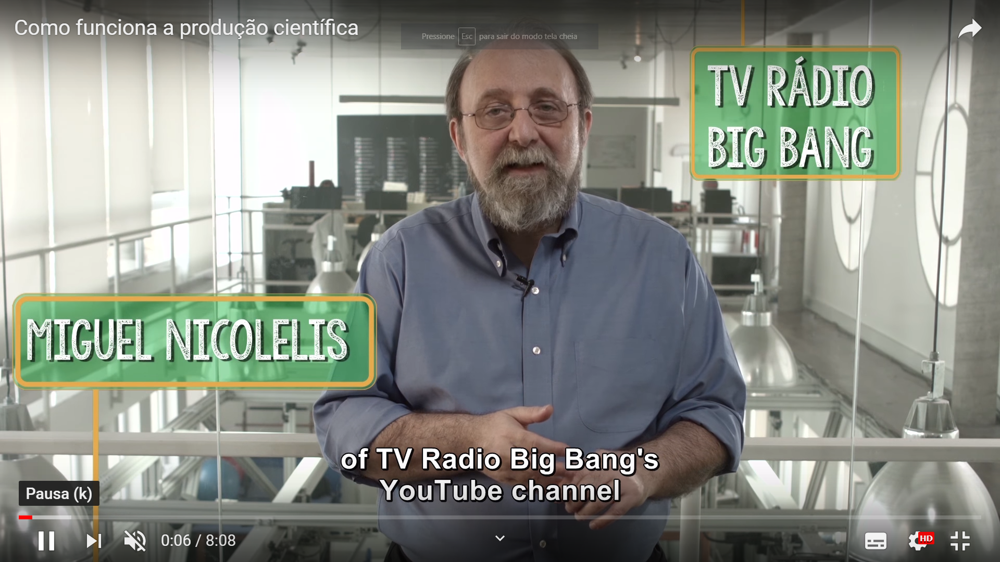 Como funciona a produção científica
Pressione Esc para sair do modo tela cheia
TV RÁDIO
BIG BANG
MIGUEL NICOLELIS
of TV Radio Big Bang's
YouTube channel
Pausa (k)
0:06 / 8:08
HD